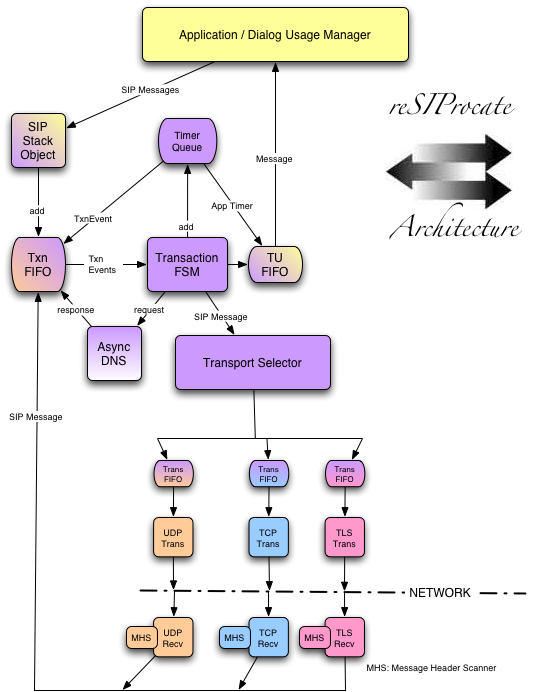 Application / Dialog Usage Manager
SIP Messages
reSIProcate
SIP
Stack
Object
Timer
Queue
Message
add
TxnEvent
App Timer
add
Architecture
Txn
FIFO
Txn
Events
Transaction
FSM
TU
FIFO
response
request
SIP Message
Async
DNS
Transport Selector
SIP Message
Trans
FIFO
Trans
FIFO
Trans
FIFO
UDP
Trans
TCP
Trans
TLS
Trans
NETWORK
MHS
UDP
Recv
MHS
TCP
Recv
MHS
TLS
Recv
MHS: Message Header Scanner